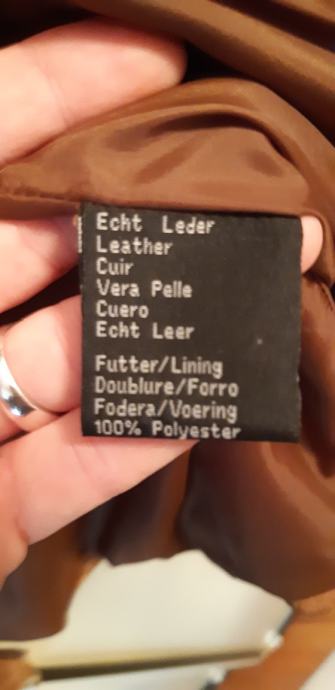 Echt Leder
Leather
Cuir
Vera Pelle
Cuero
Echt Leer
Futter/Lining
Doublure/Forro
Fodera/Voering
100% Polyester